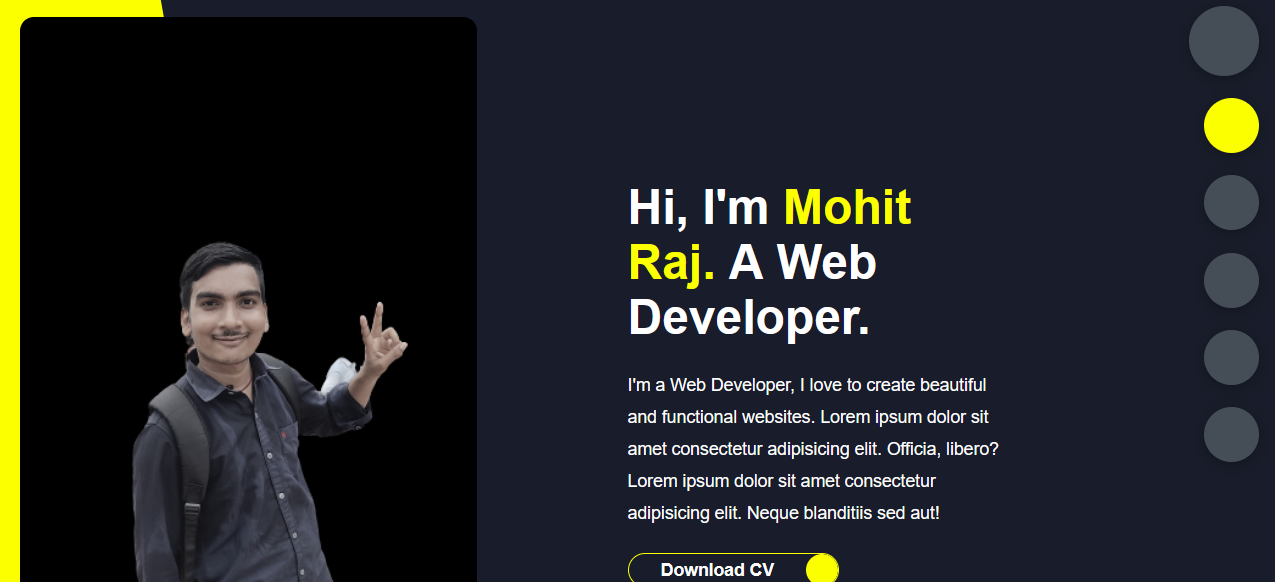 Hi, I'm Mohit
Raj. A Web
Developer.
I'm a Web Developer, I love to create beautiful
and functional websites. Lorem ipsum dolor sit
amet consectetur adipisicing elit. Officia, libero?
Lorem ipsum dolor sit amet consectetur
adipisicing elit. Neque blanditiis sed aut!
Download CV